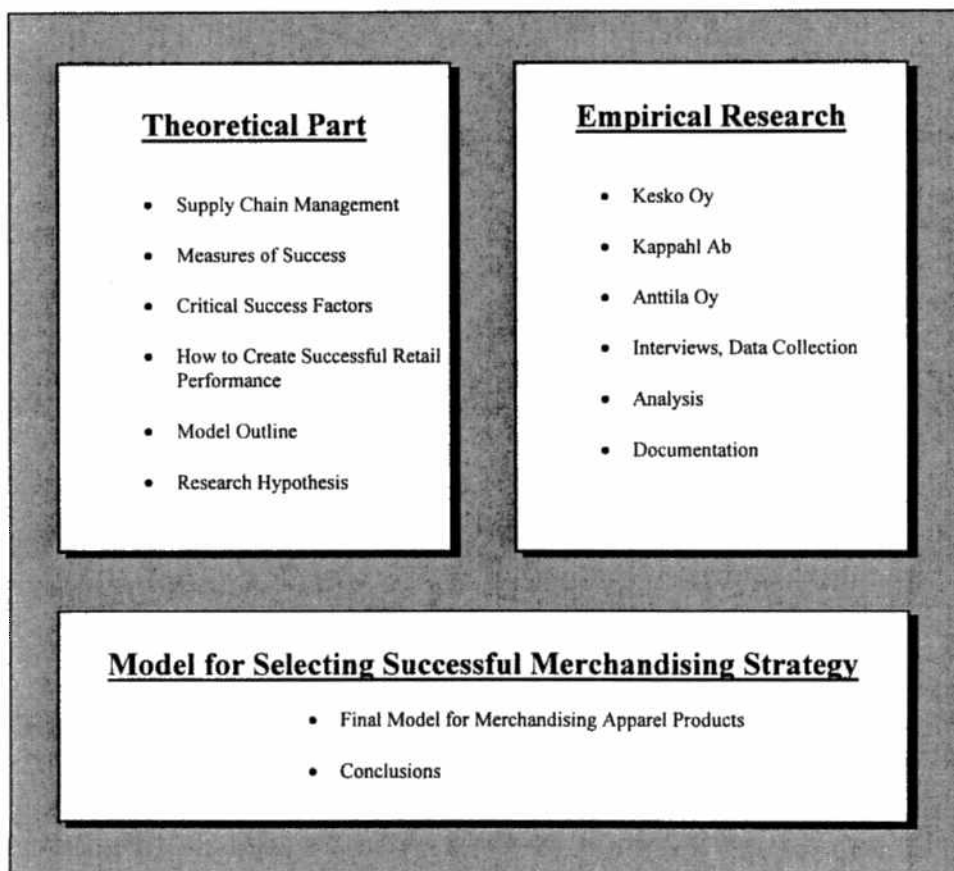 Theoretical Part
• Supply Chain Management
• Measures of Success
• Critical Success Factors
• How to Create Successful Retail
Performance
• Model Outline
• Research Hypothesis
Empirical Research
• Kesko Oy
• Kappahl Ab
• Anttila Oy
• Interviews, Data Collection
• Analysis
• Documentation
Model for Selecting Successful Merchandising Strategy
• Final Model for Merchandising Apparel Products
• Conclusions